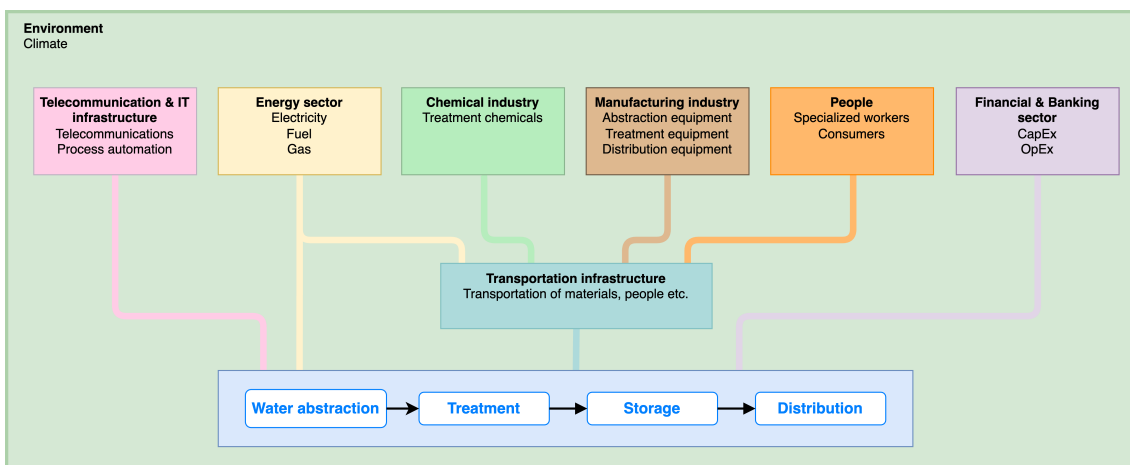 Environment
Climate
Telecommunication & IT
infrastructure
Telecommunications
Process automation
Energy sector
Electricity
Fuel
Gas
Chemical industry
Treatment chemicals
Manufacturing industry
Abstraction equipment
Treatment equipment
Distribution equipment
People
Specialized workers
Consumers
Financial & Banking
sector
CapEx
OpEx
Transportation infrastructure
Transportation of materials, people etc.
Water abstraction
Treatment
Storage
Distribution